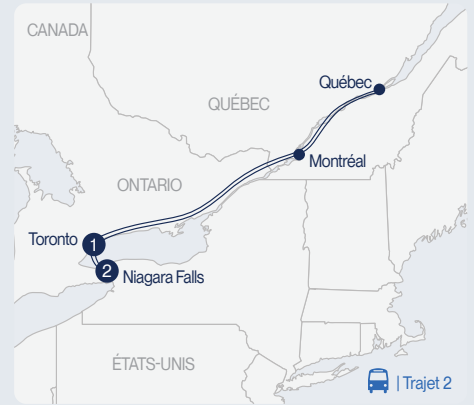 CANADA
Québec
QUÉBEC
Montréal
ONTARIO
Toronto 1
2 Niagara Falls
ÉTATS-UNIS
| Trajet 2